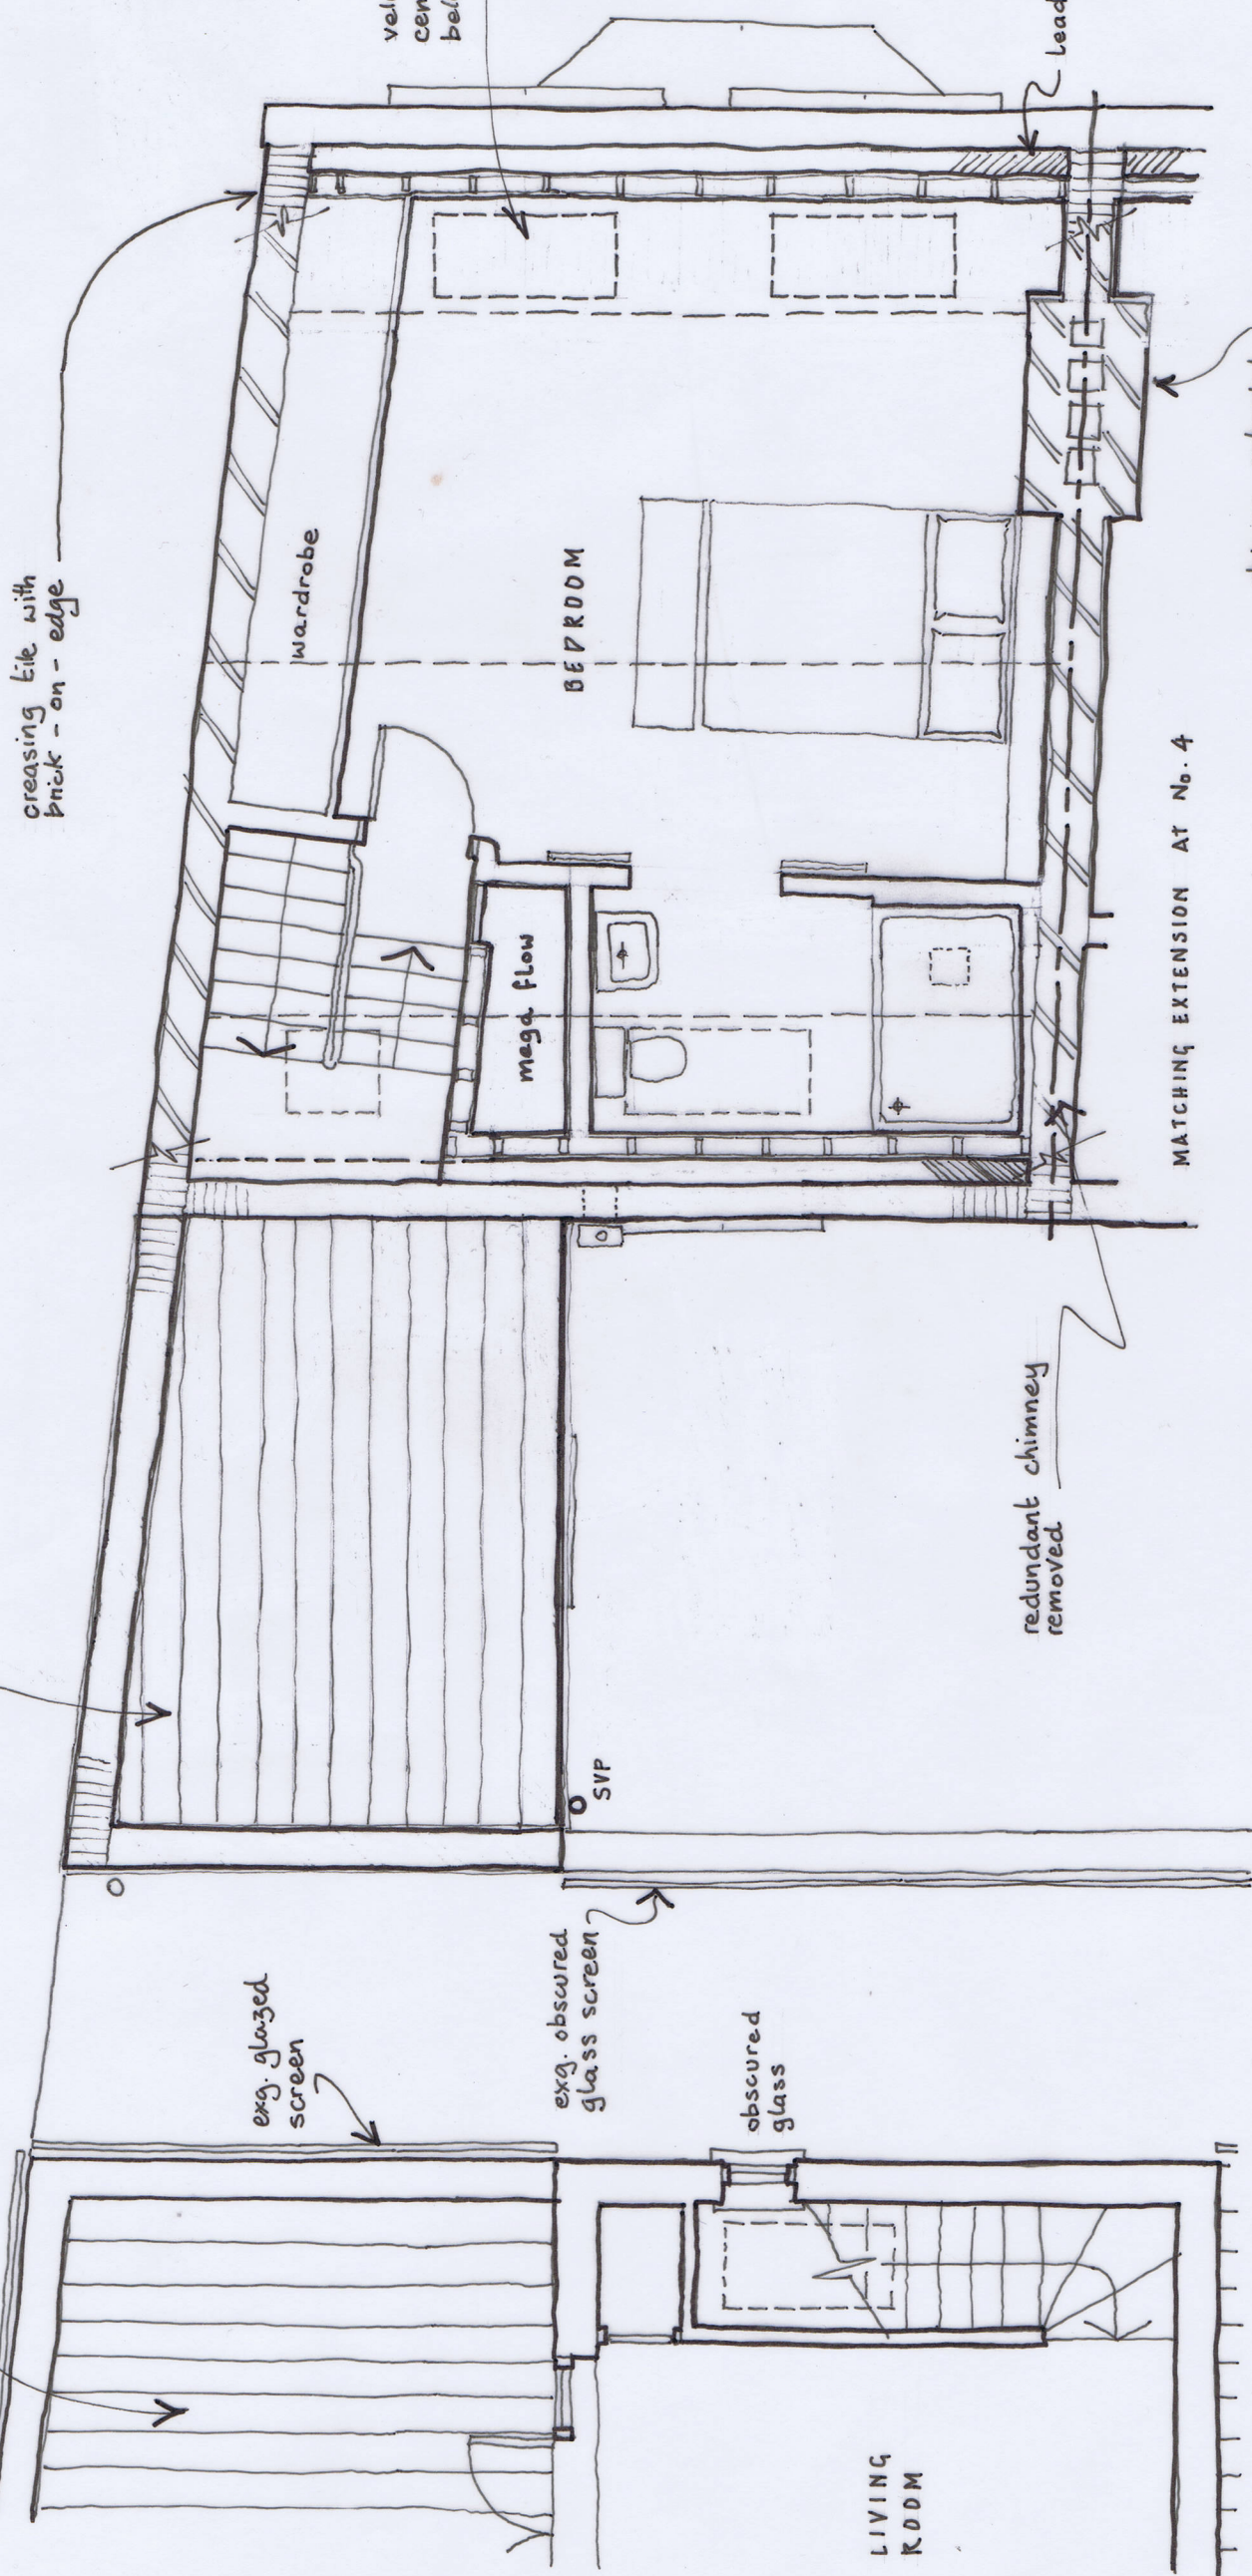 creasing tile with
brick - on - edge
wardrobe
BEDROOM
mega flow
MATCHING EXTENSION AT No. 4
redundant chimney
removed
SVP
exg. glazed
screen
exg. obscured
glass screen
obscured
glass
LIVING
ROOM
Lead